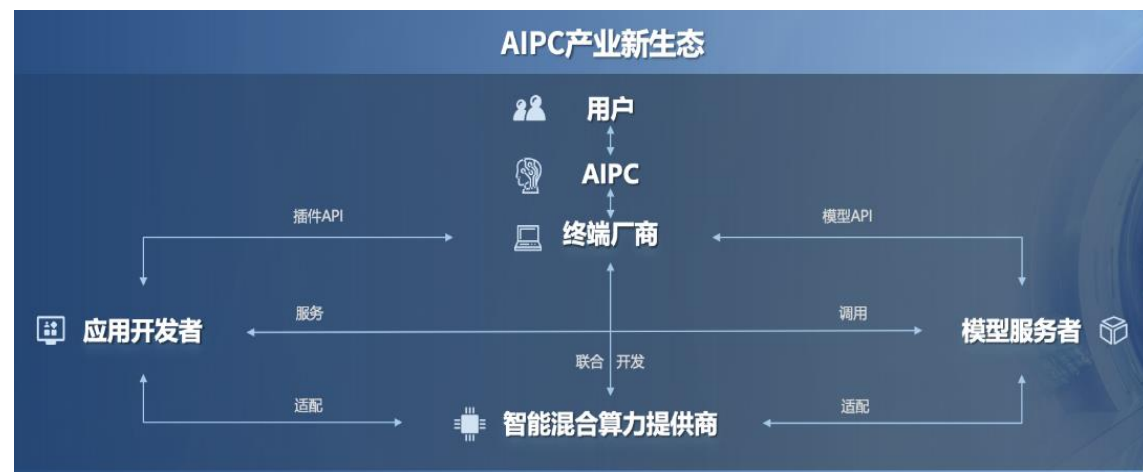 AIPC产业新生态
用户
AIPC
插件API
终端厂商
模型API
应用开发者
服务
调用
模型服务者
联合 开发
适配
智能混合算力提供商
适配